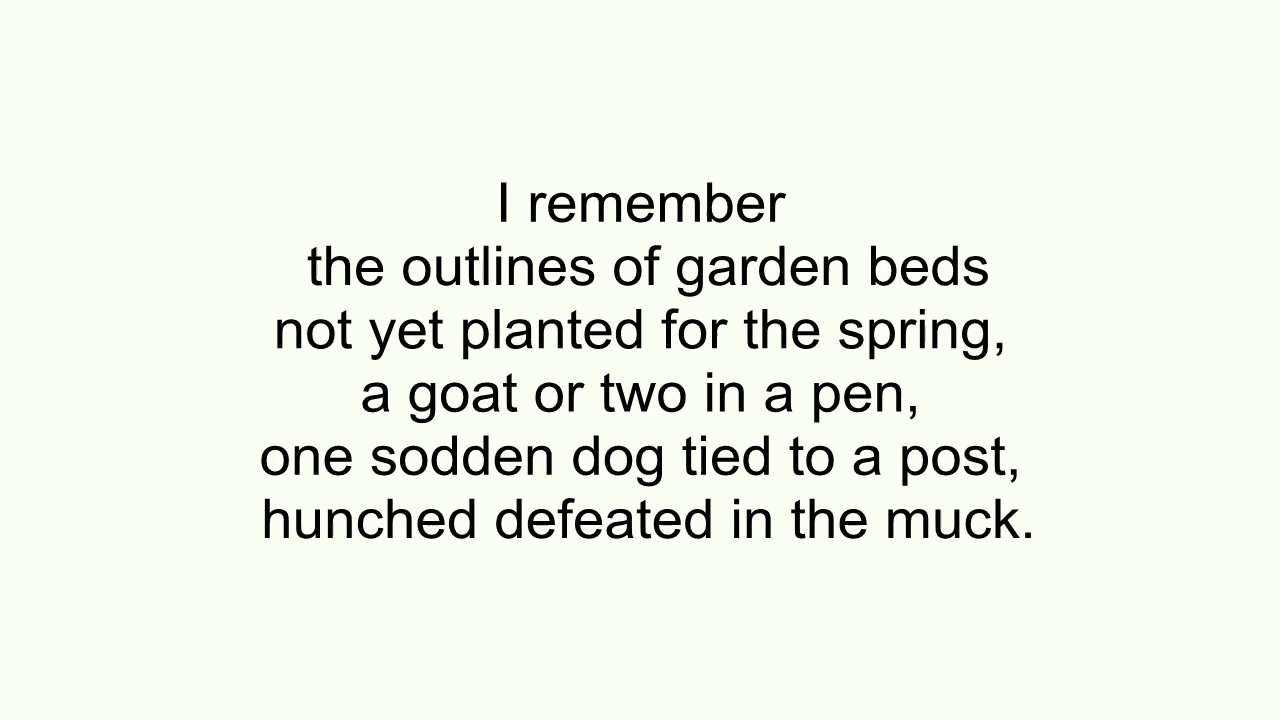 I remember
the outlines of garden beds
not yet planted for the spring,
a goat or two in a pen,
one sodden dog tied to a post,
hunched defeated in the muck.